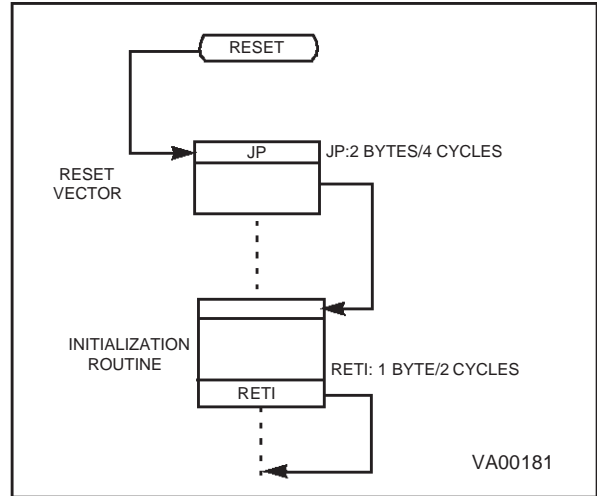 RESET
JP
JP:2 BYTES/4 CYCLES
RESET
VECTOR
INITIALIZATION
ROUTINE
RETI: 1 BYTE/2 CYCLES
RETI
VA00181